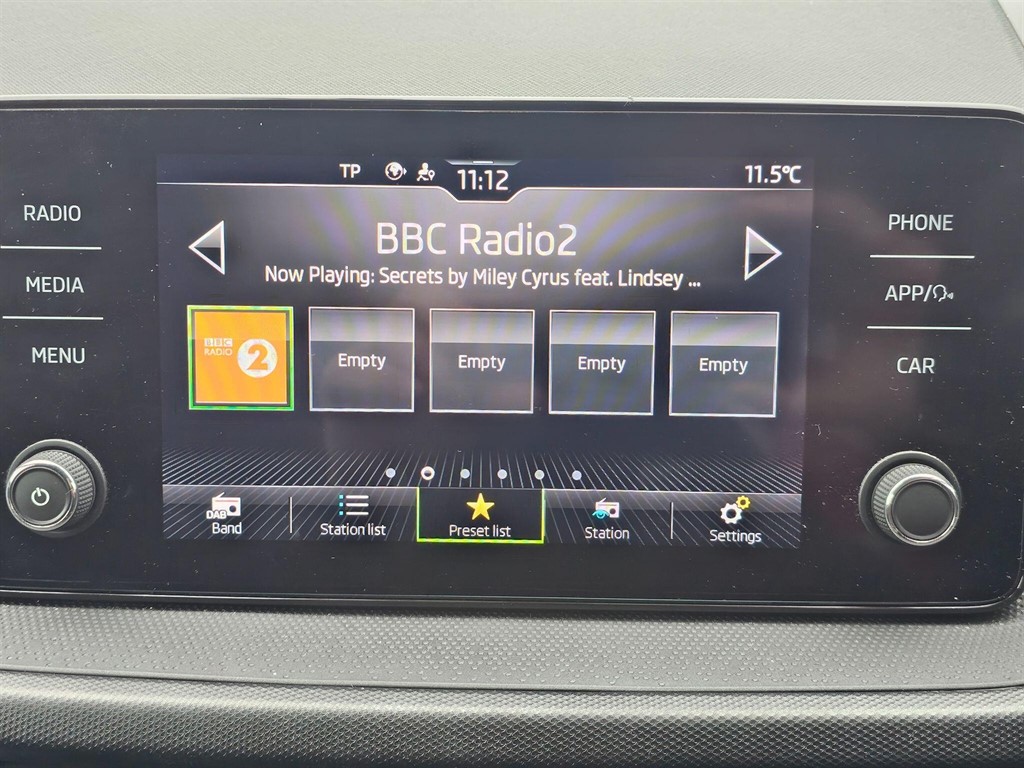 TP
11:12
11.5°C
RADIO
MEDIA
MENU
BBC Radio2
Now Playing: Secrets by Miley Cyrus feat. Lindsey ...
BBC
RADIO
2
Empty
Empty
Empty
Empty
DAB
Band
Station list
Preset list
Station
Settings
PHONE
APP/
CAR